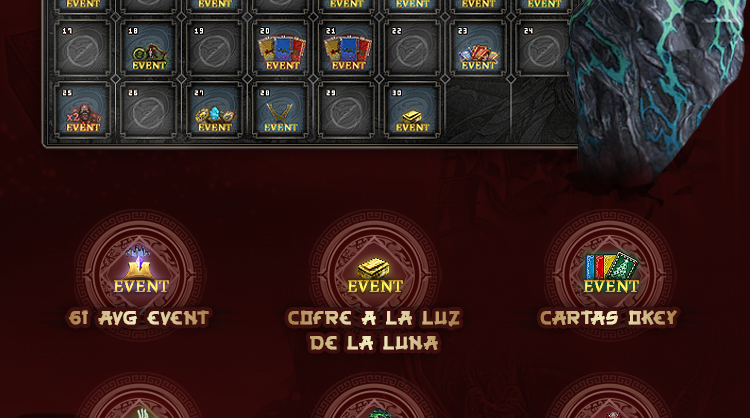 EVENT EVENT EVENT EVENT EVENT EVENT
17 18 19 20 21 22 23 24
EVENT EVENT EVENT EVENT
25 26 27 28 29 30
x2 EVENT EVENT EVENT EVENT
EVENT EVENT EVENT
61 AVG EVENT COFRE A LA LUZ CARTAS OKEY
DE LA LUNA